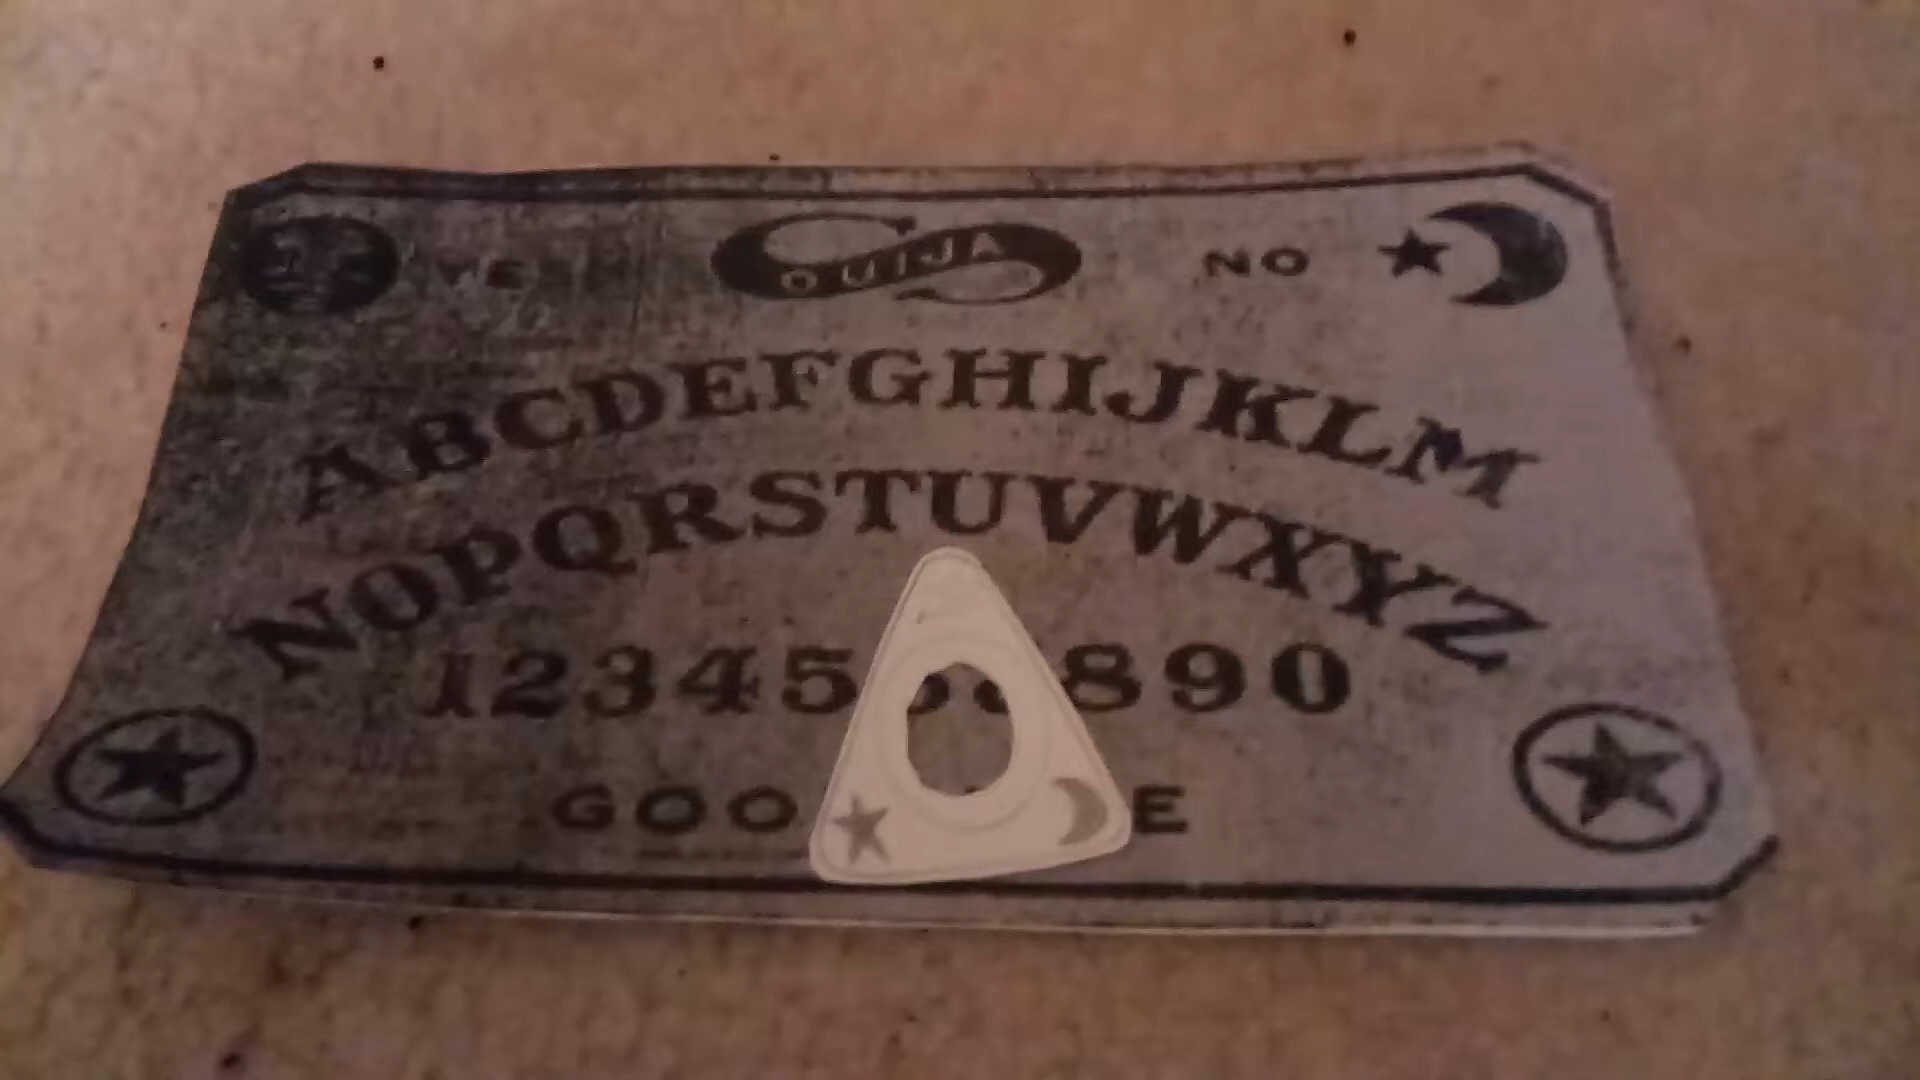 OUIJA
NO
ABCDEFGHIJKLM
NOPQRSTUVWXYZ
12345 890
GOO E